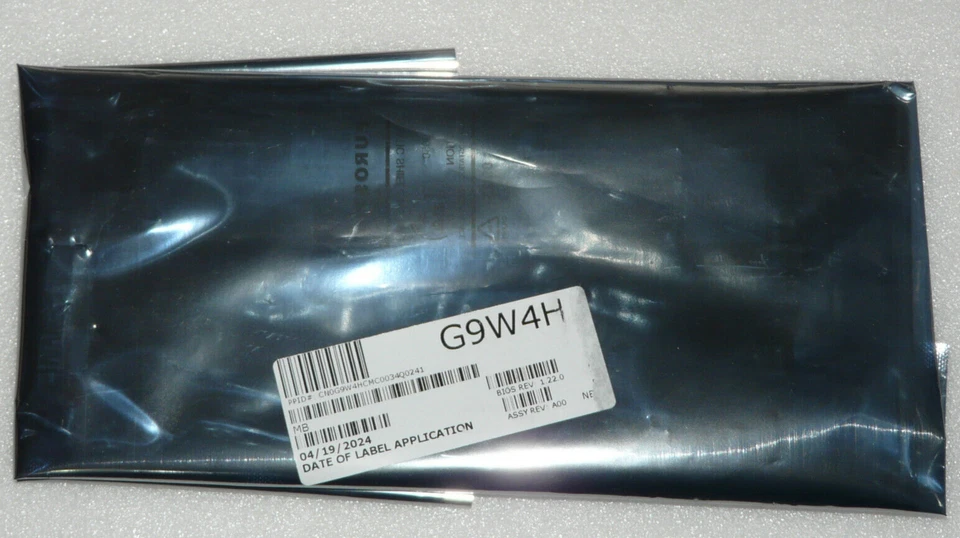 G9W4H
PPID# CN0G9W4HCMC0034Q0241
MB
BIOS REV: 1.22.0
ASSY REV: A00
NE
04/19/2024
DATE OF LABEL APPLICATION